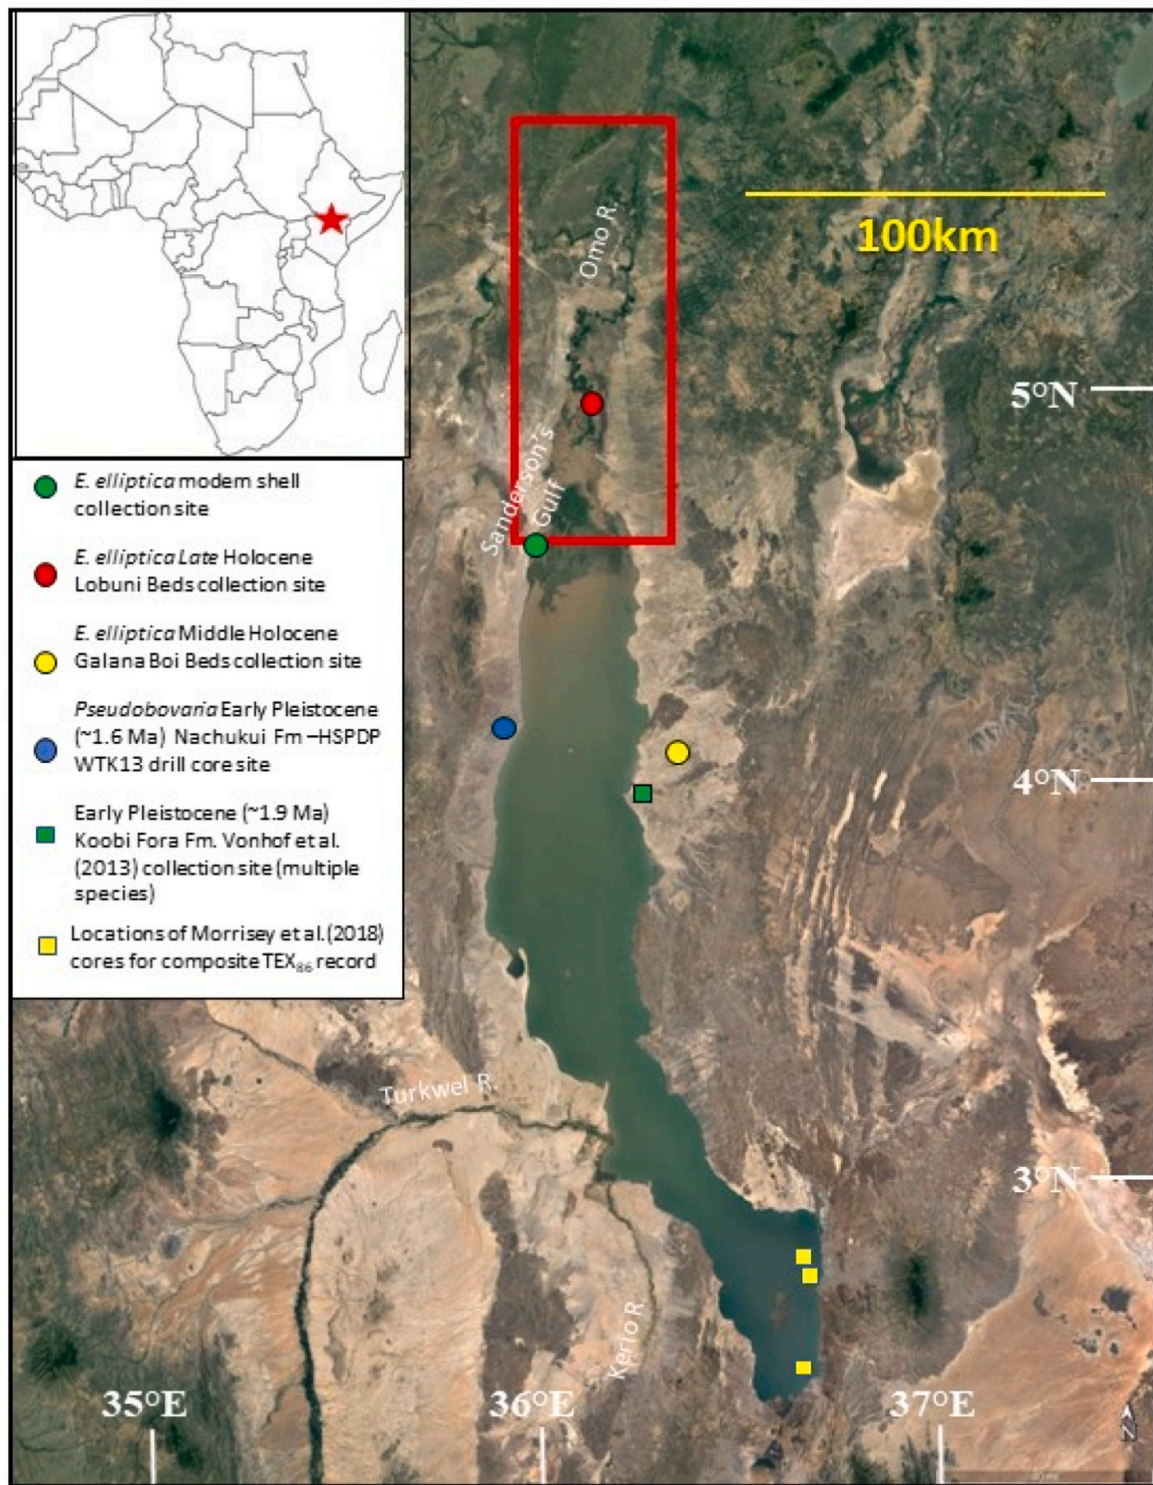 E. elliptica modern shell
collection site
E. elliptica Late Holocene
Lobuni Beds collection site
E. elliptica Middle Holocene
Galana Boi Beds collection site
Pseudobovaria Early Pleistocene
(~1.6 Ma) Nachukui Fm –HSPDP
WTK13 drill core site
Early Pleistocene (~1.9 Ma)
Koobi Fora Fm. Vonhof et al.
(2013) collection site (multiple
species)
Locations of Morrisey et al. (2018)
cores for composite TEX₈₆ record
Omo R.
100km
5°N
Sanderson's
Gulf
4°N
Turkwel R.
3°N
Kerio R.
35°E
36°E
37°E
N